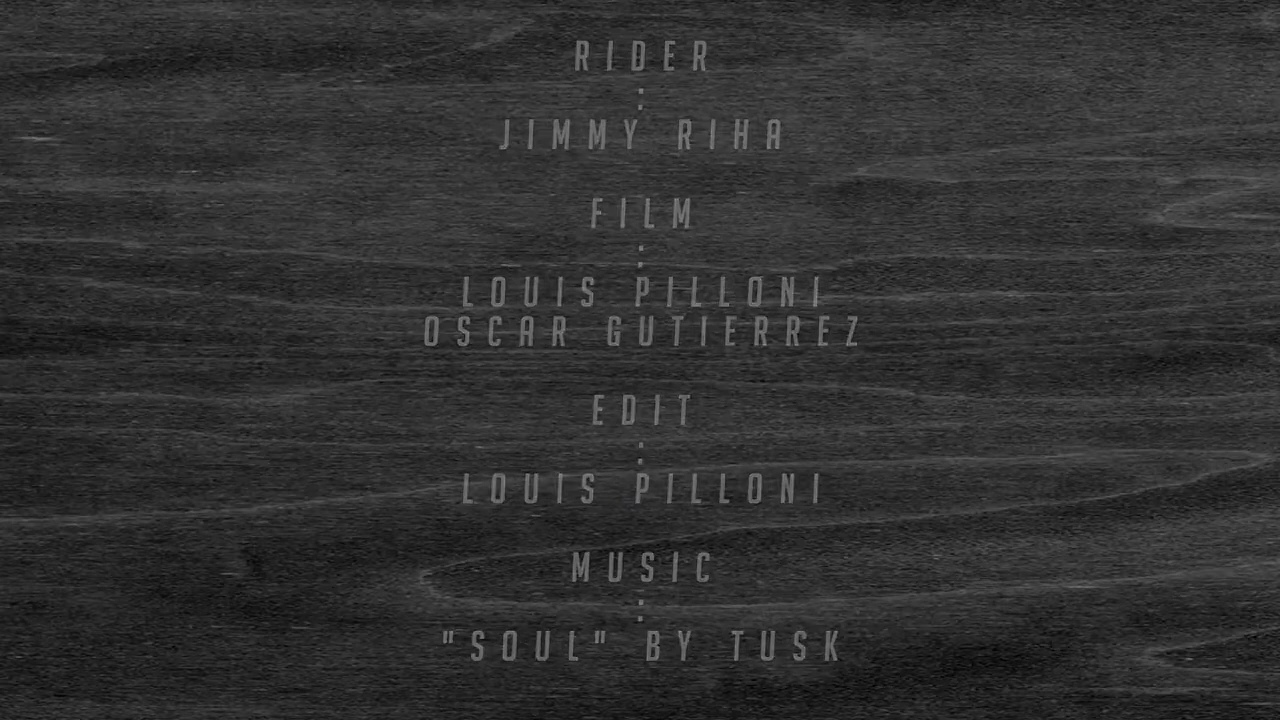 RIDER
:
JIMMY RIHA
FILM
:
LOUIS PILLONI
OSCAR GUTIERREZ
EDIT
:
LOUIS PILLONI
MUSIC
:
"SOUL" BY TUSK